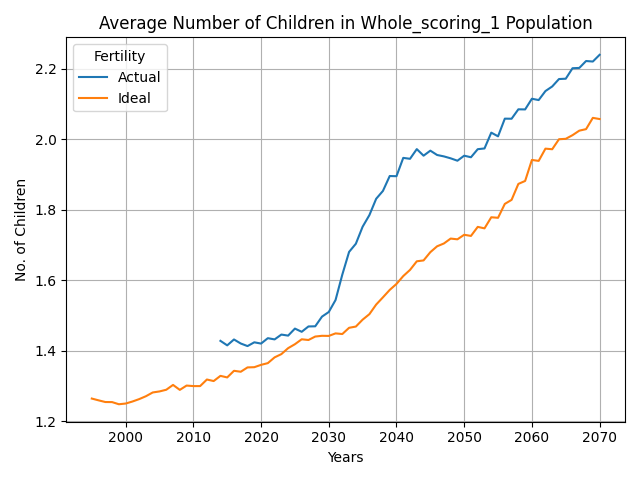 Average Number of Children in Whole_scoring_1 Population
Fertility
Actual
Ideal
No. of Children
2.2
2.0
1.8
1.6
1.4
1.2
2000 2010 2020 2030 2040 2050 2060 2070
Years